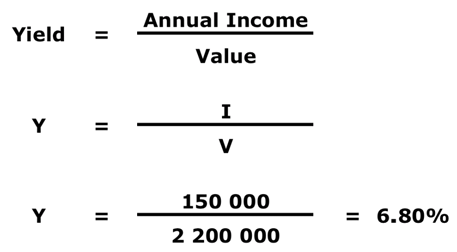 Yield = Annual Income / Value
Y = I / V
Y = 150 000 / 2 200 000 = 6.80%